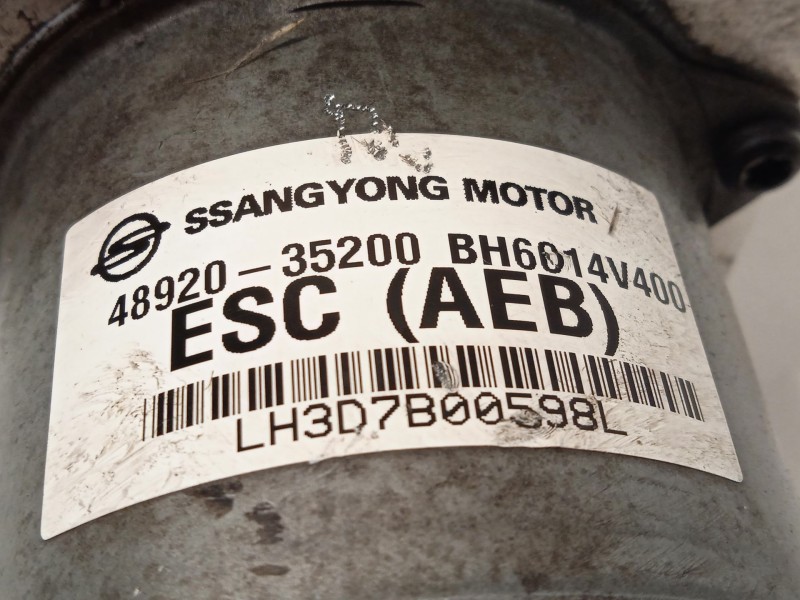 SSANGYONG MOTOR
48920-35200 BH6014V400
ESC (AEB)
LH3D7B00598L